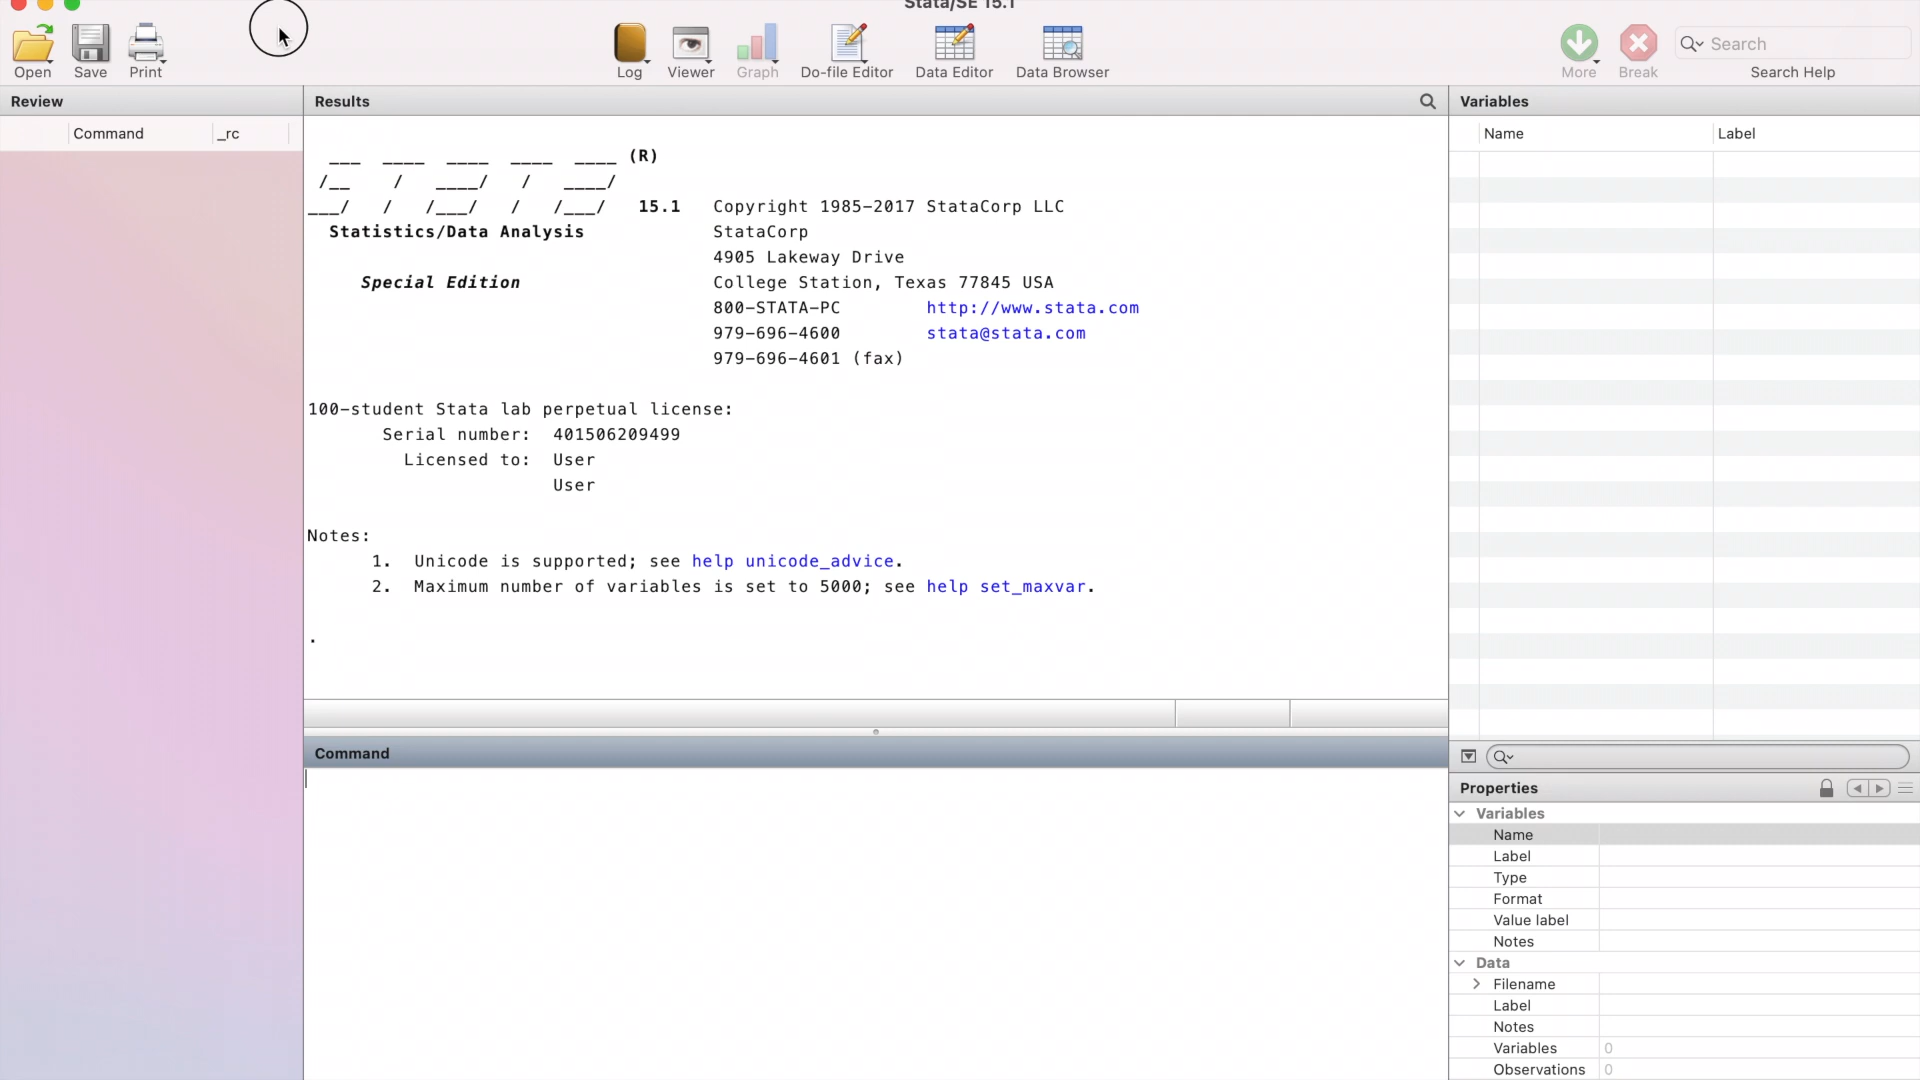 Stata/SE 15.1
Open Save Print Log Viewer Graph Do-file Editor Data Editor Data Browser More Break Search
Search Help
Review
Command _rc
Results
(R)
15.1 Copyright 1985-2017 StataCorp LLC
Statistics/Data Analysis StataCorp
4905 Lakeway Drive
Special Edition College Station, Texas 77845 USA
800-STATA-PC http://www.stata.com
979-696-4600 stata@stata.com
979-696-4601 (fax)
100-student Stata lab perpetual license:
Serial number: 401506209499
Licensed to: User
User
Notes:
1. Unicode is supported; see help unicode_advice.
2. Maximum number of variables is set to 5000; see help set_maxvar.
.
Command
Variables
Name Label
Properties
Variables
Name
Label
Type
Format
Value label
Notes
Data
Filename
Label
Notes
Variables 0
Observations 0